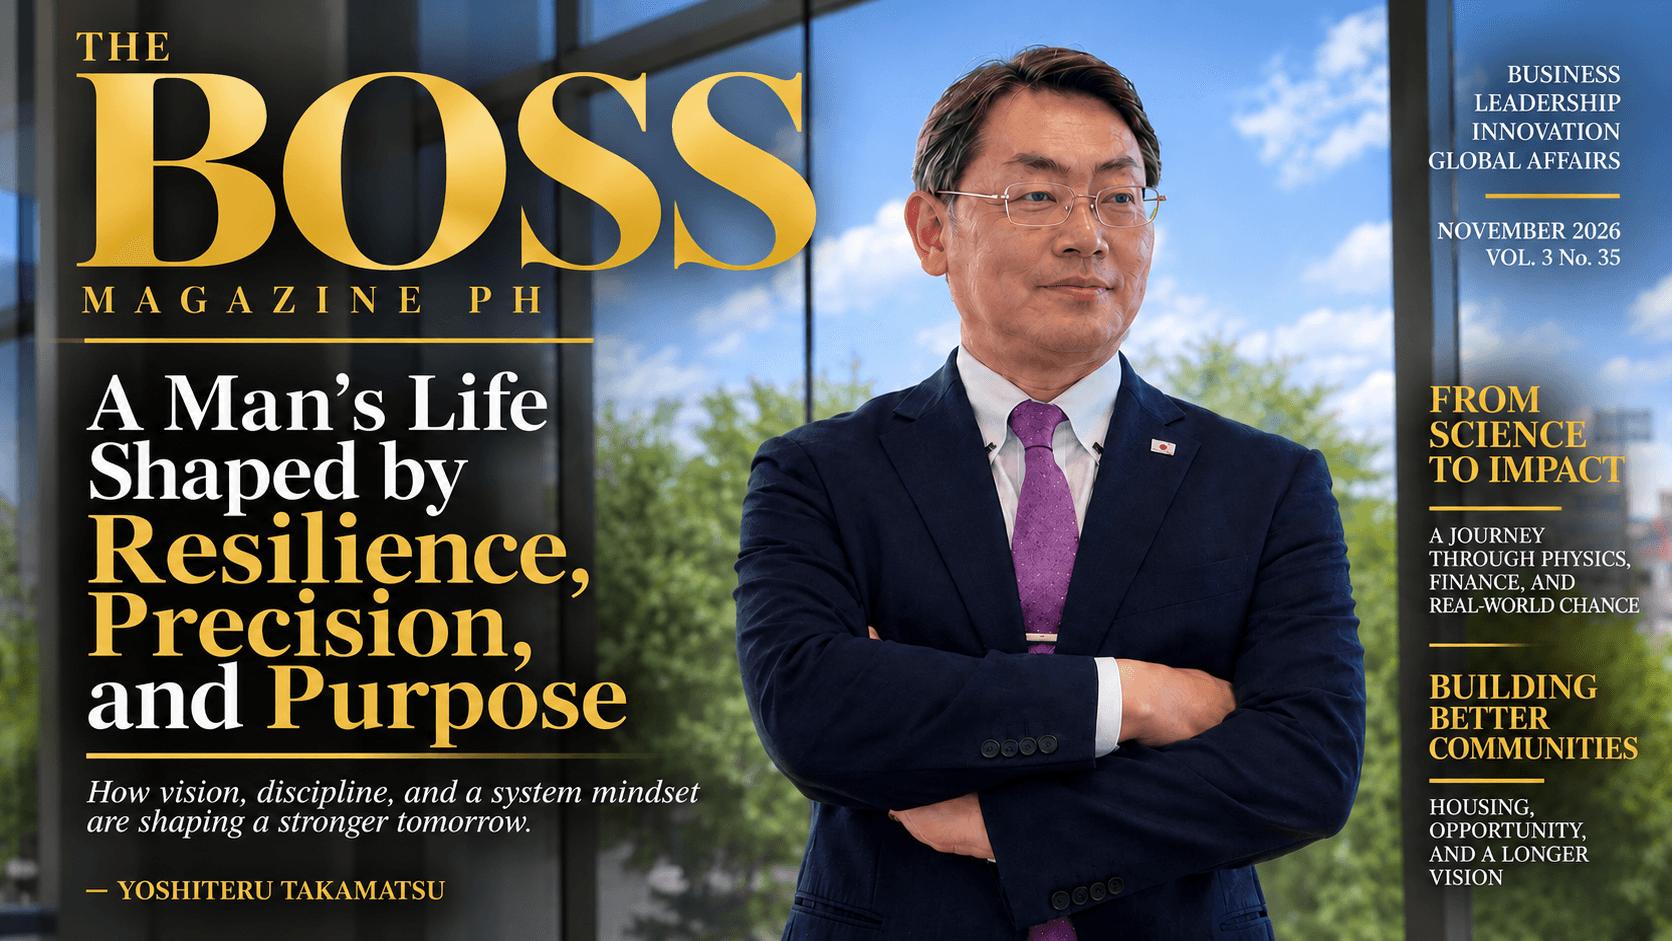 THE
BOSS
MAGAZINE PH
A Man's Life
Shaped by
Resilience,
Precision,
and Purpose
How vision, discipline, and a system mindset
are shaping a stronger tomorrow.
— YOSHITERU TAKAMATSU
BUSINESS
LEADERSHIP
INNOVATION
GLOBAL AFFAIRS
NOVEMBER 2026
VOL. 3 No. 35
FROM
SCIENCE
TO IMPACT
A JOURNEY
THROUGH PHYSICS,
FINANCE, AND
REAL-WORLD CHANCE
BUILDING
BETTER
COMMUNITIES
HOUSING,
OPPORTUNITY,
AND A LONGER
VISION